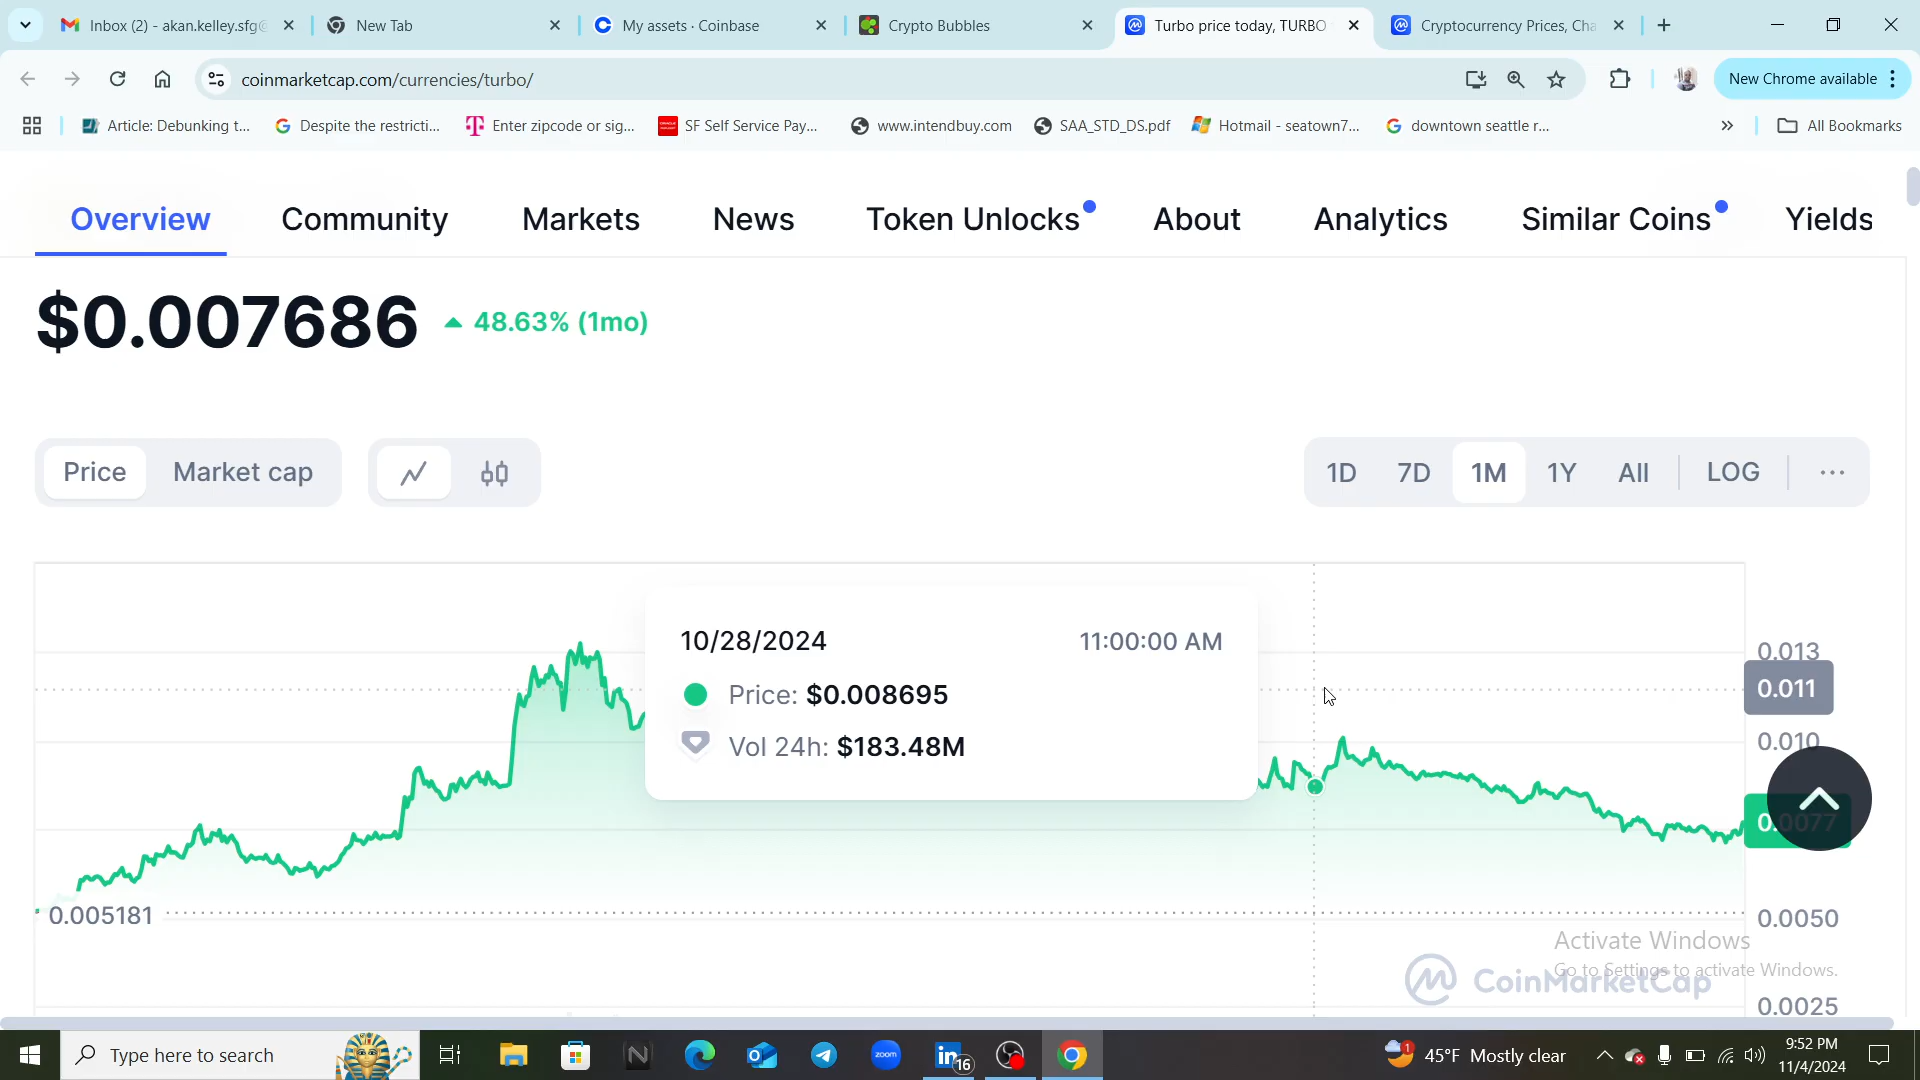 Inbox (2) - akan.kelley.sfg@
New Tab
My assets · Coinbase
Crypto Bubbles
Turbo price today, TURBO
Cryptocurrency Prices, Cha
coinmarketcap.com/currencies/turbo/
New Chrome available
Article: Debunking t...
Despite the restricti...
Enter zipcode or sig...
SF Self Service Pay...
www.intendbuy.com
SAA_STD_DS.pdf
Hotmail - seatown7...
downtown seattle r...
All Bookmarks
Overview
Community
Markets
News
Token Unlocks
About
Analytics
Similar Coins
Yields
$0.007686
48.63% (1mo)
Price
Market cap
1D
7D
1M
1Y
All
LOG
10/28/2024
11:00:00 AM
Price: $0.008695
Vol 24h: $183.48M
0.013
0.011
0.010
0.0077
0.005181
0.0050
Activate Windows
Go to Settings to activate Windows.
CoinMarketCap
0.0025
Type here to search
zoom
16
1
45°F Mostly clear
9:52 PM
11/4/2024